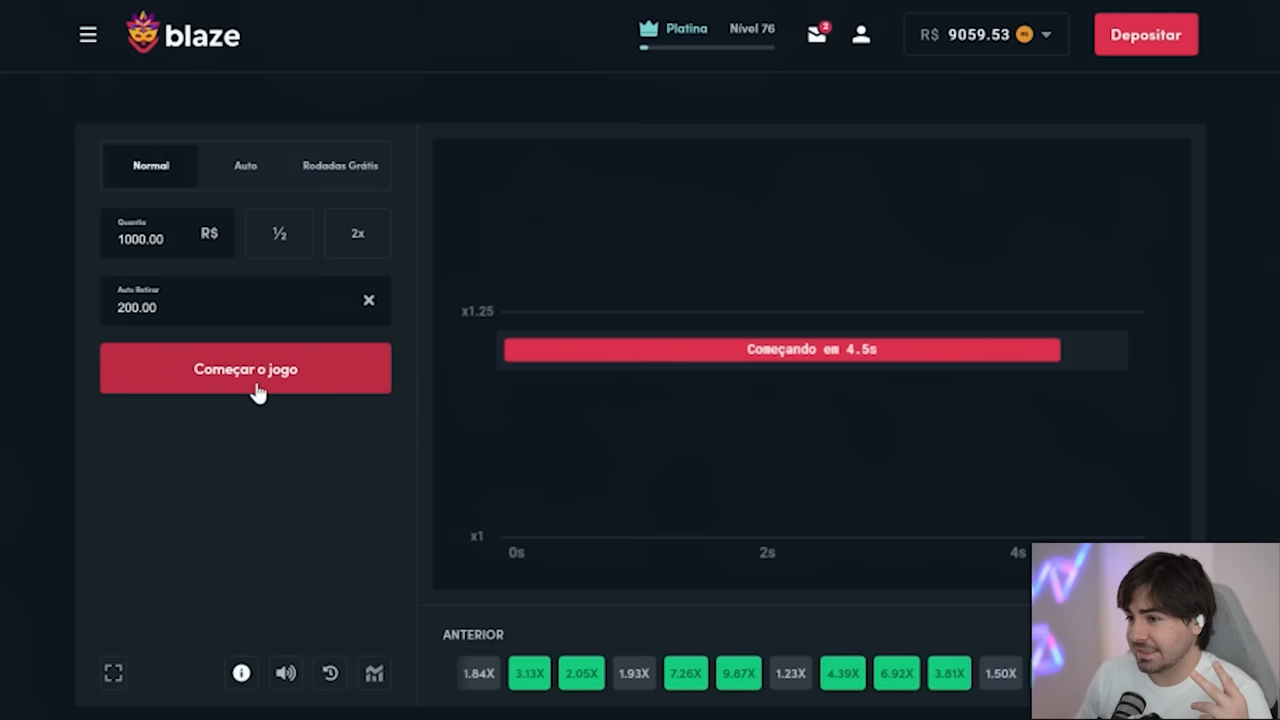 blaze
Platina Nível 76
2
R$ 9059.53
Depositar
Normal Auto Rodadas Grátis
Quantia
1000.00 R$ ½ 2x
Auto Retirar
200.00
Começar o jogo
x1.25
Começando em 4.5s
x1
0s 2s 4s
ANTERIOR
1.84X 3.13X 2.05X 1.93X 7.26X 9.87X 1.23X 4.39X 6.92X 3.81X 1.50X